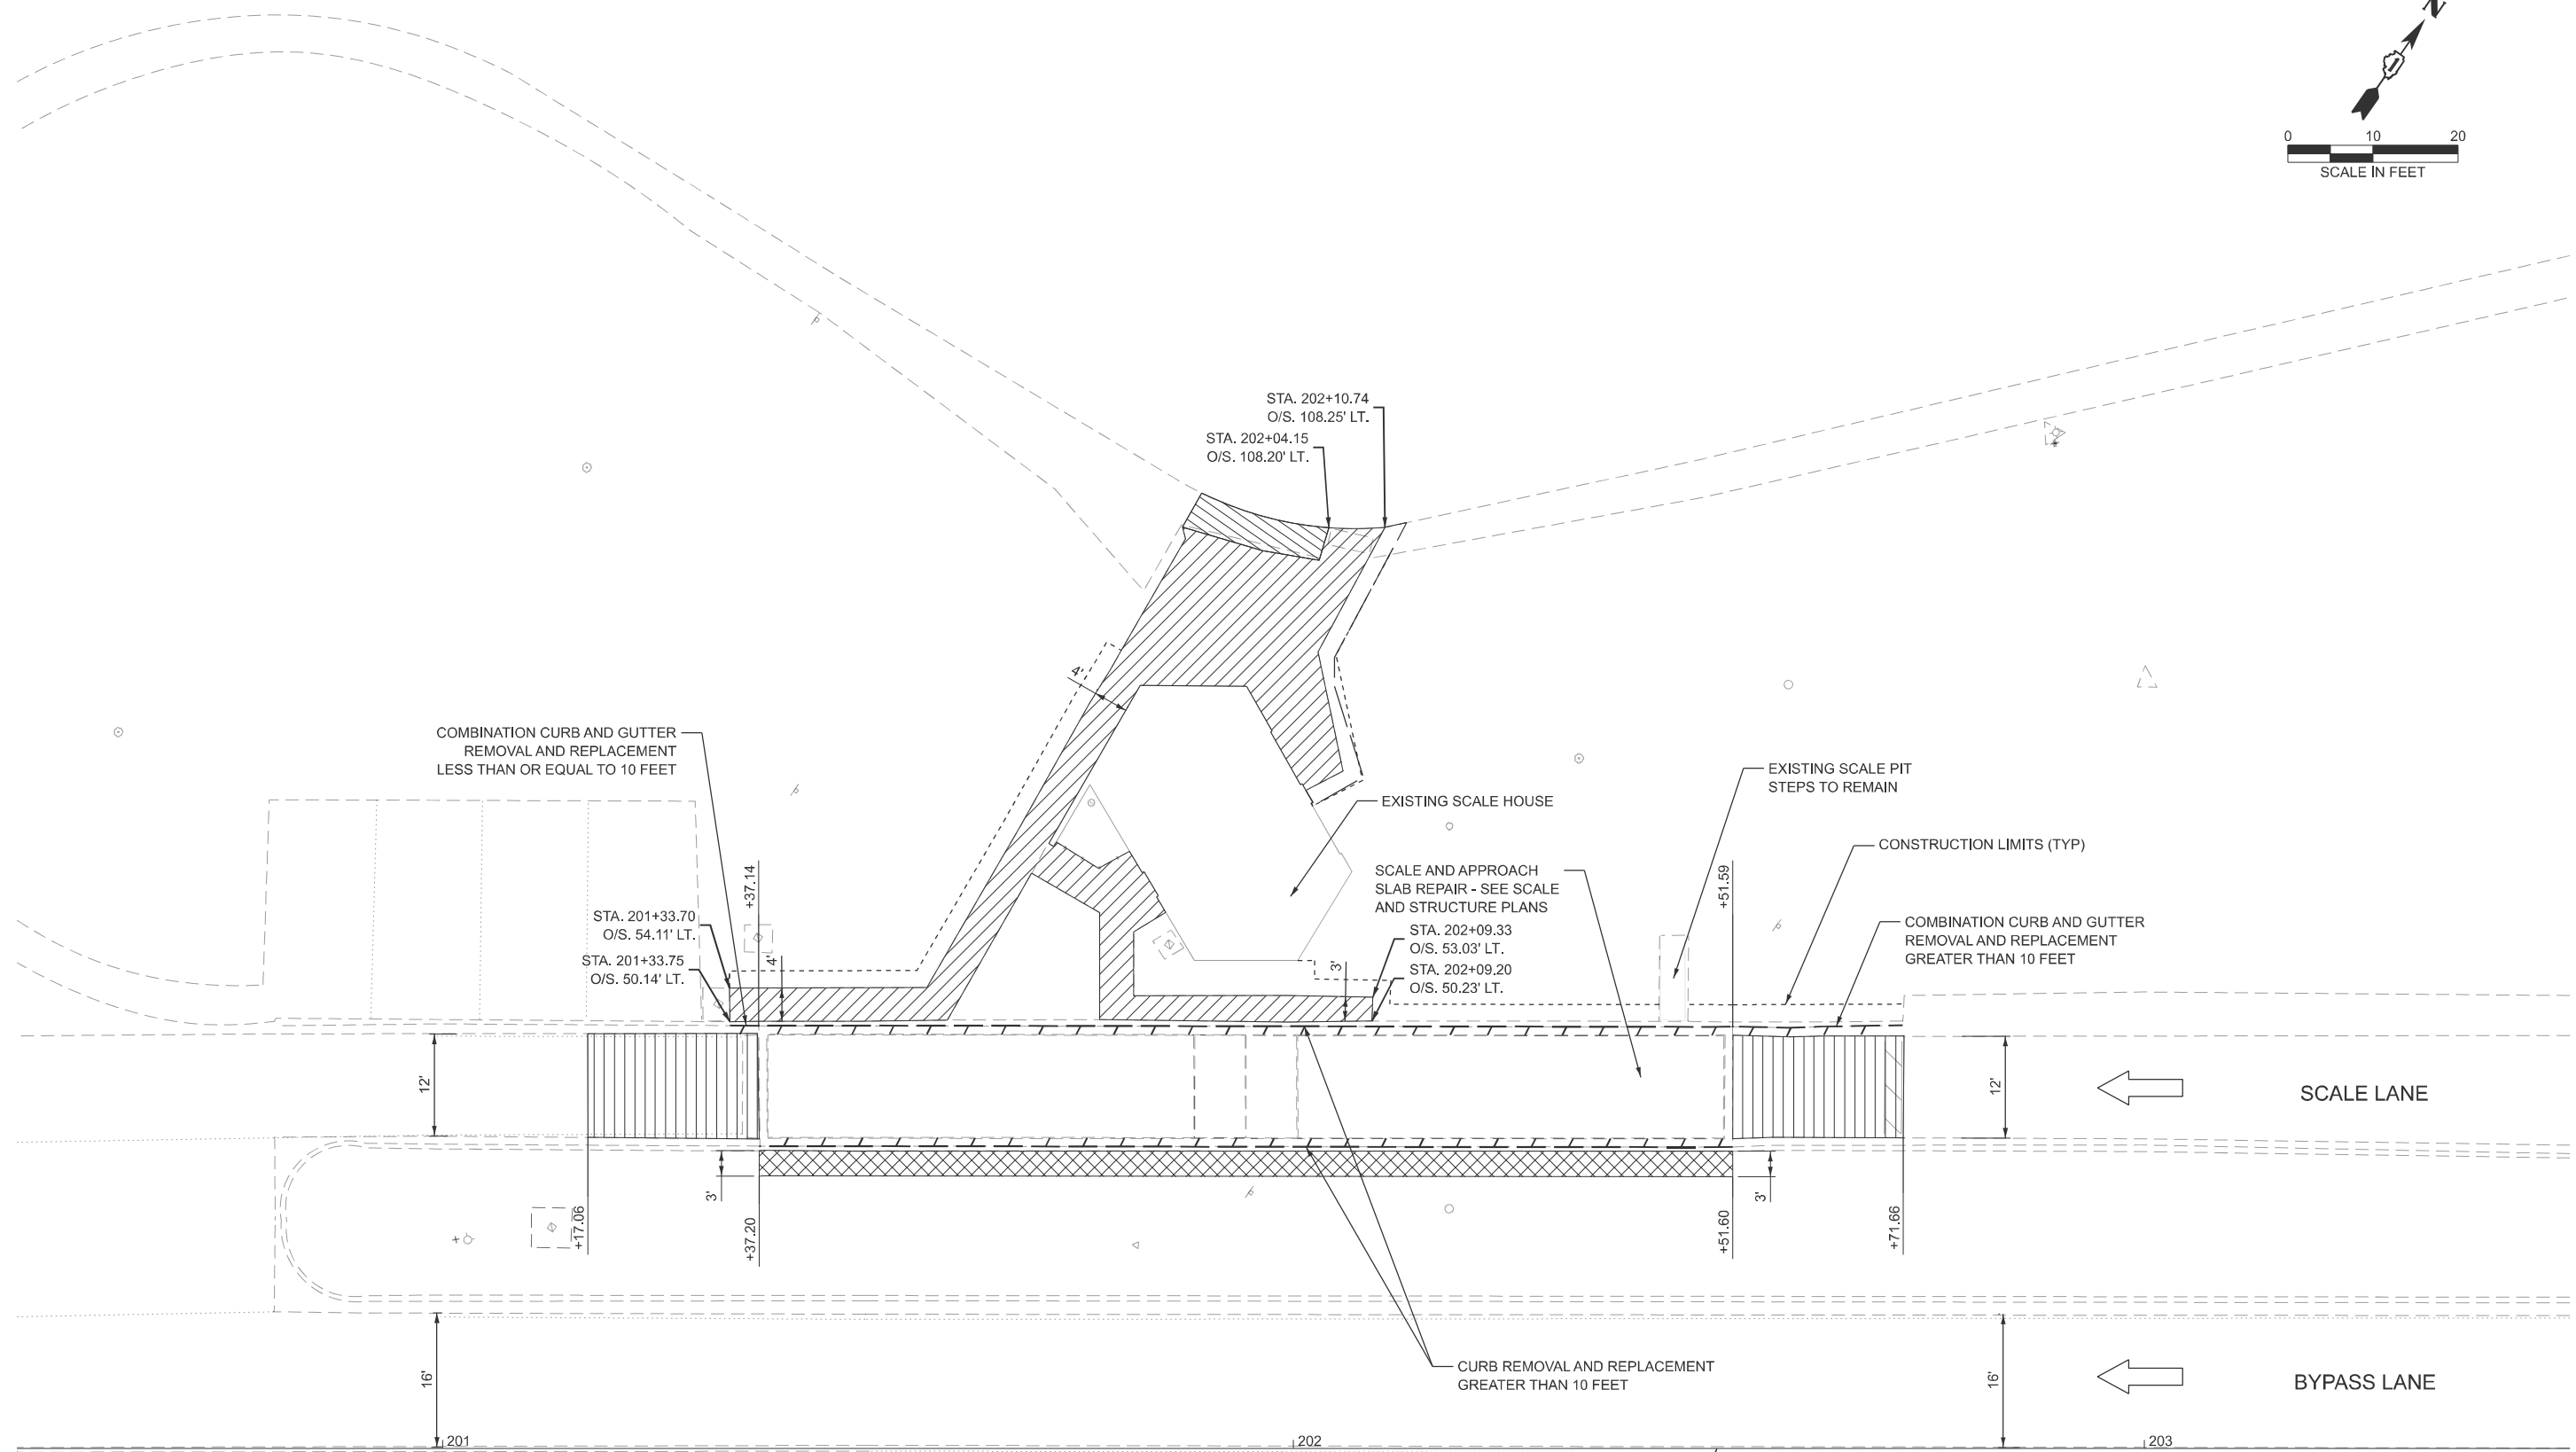 N
0 10 20
SCALE IN FEET
STA. 202+10.74
O/S. 108.25' LT.
STA. 202+04.15
O/S. 108.20' LT.
4'
COMBINATION CURB AND GUTTER
REMOVAL AND REPLACEMENT
LESS THAN OR EQUAL TO 10 FEET
EXISTING SCALE PIT
STEPS TO REMAIN
EXISTING SCALE HOUSE
CONSTRUCTION LIMITS (TYP)
SCALE AND APPROACH
SLAB REPAIR - SEE SCALE
AND STRUCTURE PLANS
+37.14
+51.59
STA. 201+33.70
O/S. 54.11' LT.
STA. 201+33.75
O/S. 50.14' LT.
4'
3'
STA. 202+09.33
O/S. 53.03' LT.
STA. 202+09.20
O/S. 50.23' LT.
COMBINATION CURB AND GUTTER
REMOVAL AND REPLACEMENT
GREATER THAN 10 FEET
12'
12'
SCALE LANE
3'
3'
+17.06
+37.20
+51.60
+71.66
CURB REMOVAL AND REPLACEMENT
GREATER THAN 10 FEET
16'
16'
BYPASS LANE
201
202
203